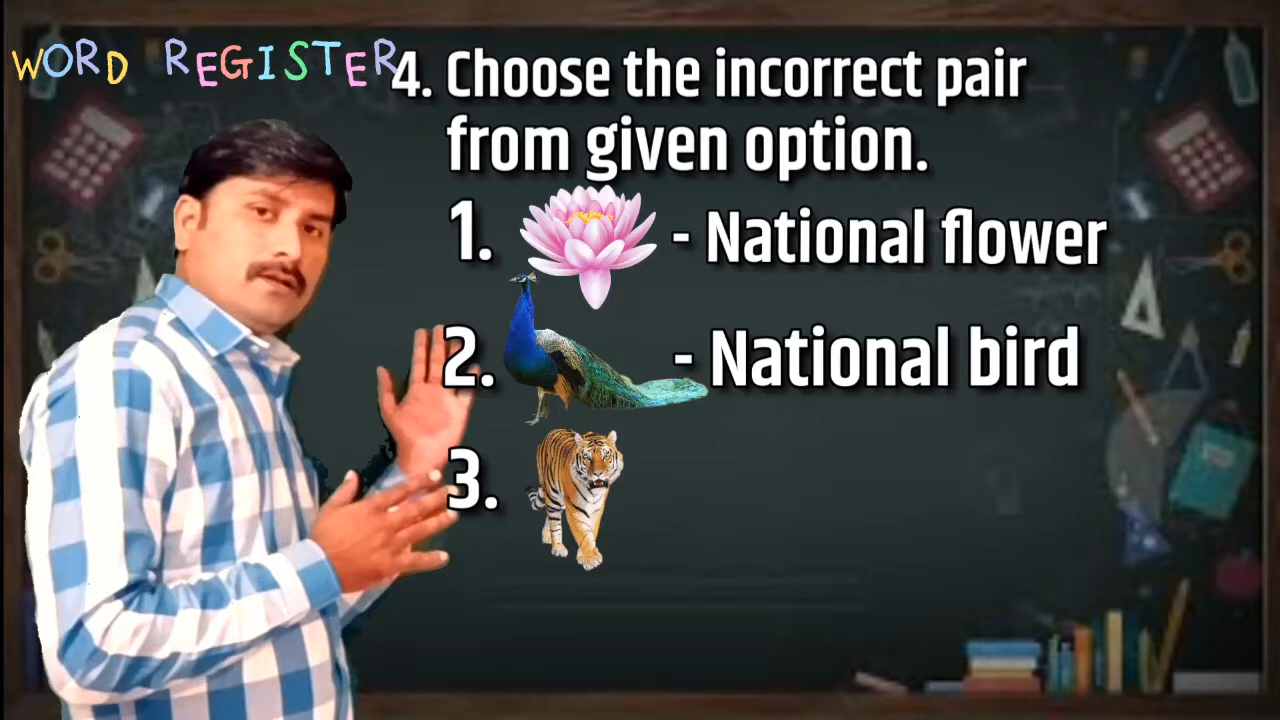 WORD REGISTER
4. Choose the incorrect pair
from given option.
1. - National flower
2. - National bird
3.